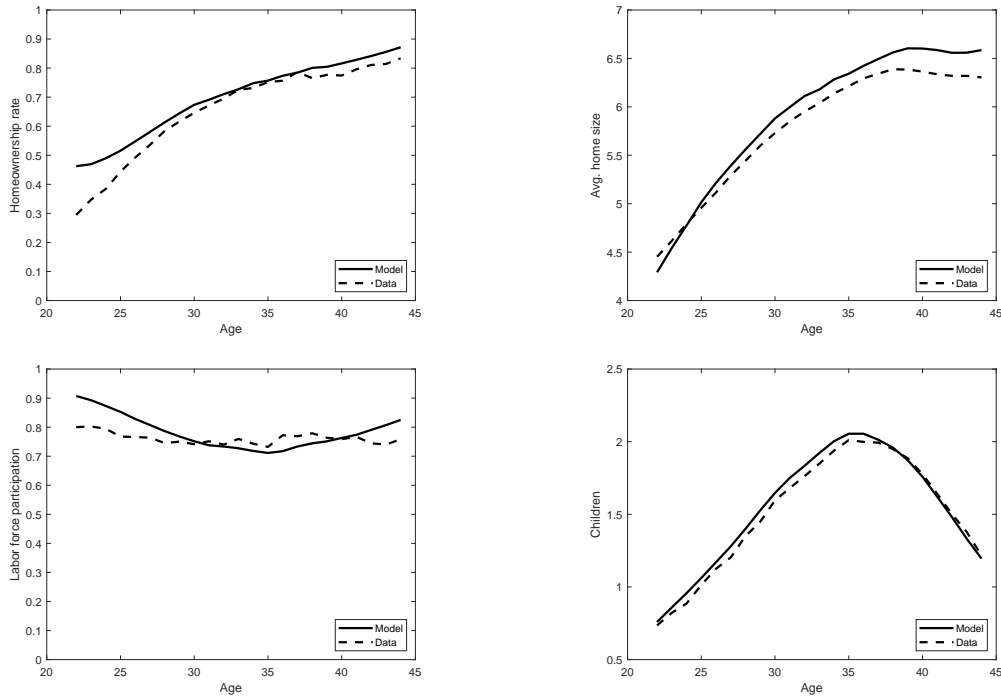 Homeownership rate
1
0.9
0.8
0.7
0.6
0.5
0.4
0.3
0.2
0.1
0
20 25 30 35 40 45
Age
Model
Data
Avg. home size
7
6.5
6
5.5
5
4.5
4
20 25 30 35 40 45
Age
Model
Data
Labor force participation
1
0.9
0.8
0.7
0.6
0.5
0.4
0.3
0.2
0.1
0
20 25 30 35 40 45
Age
Model
Data
Children
2.5
2
1.5
1
0.5
20 25 30 35 40 45
Age
Model
Data